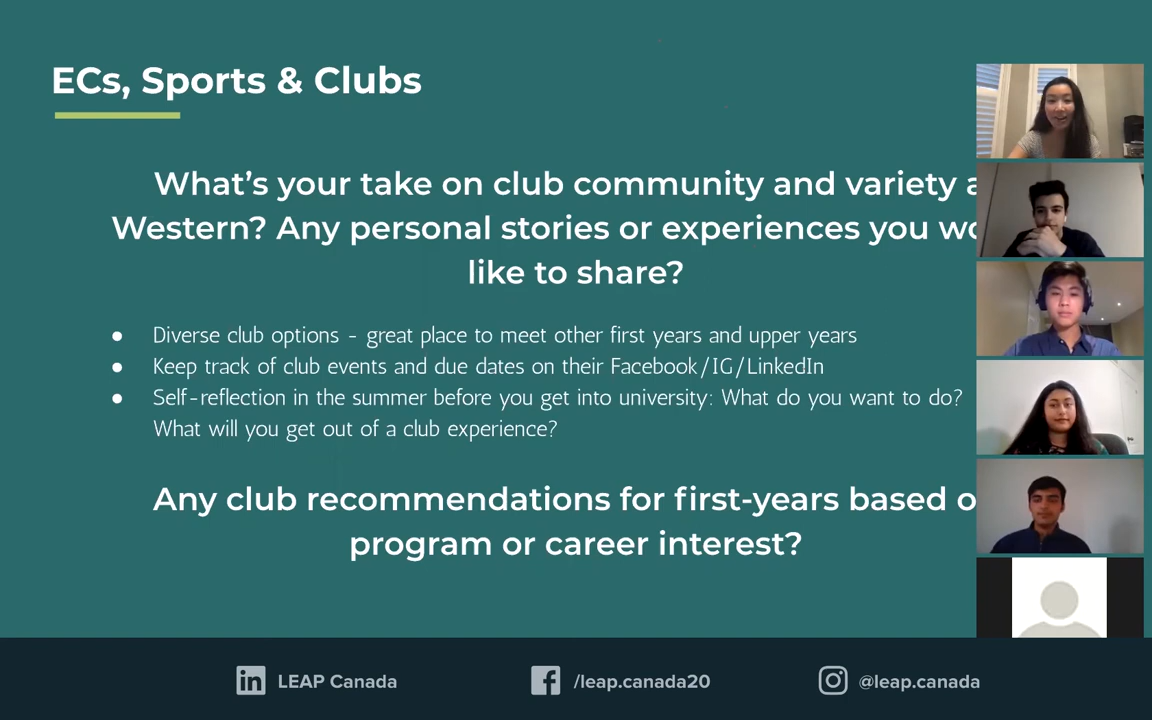 ECs, Sports & Clubs
What's your take on club community and variety
Western? Any personal stories or experiences you
like to share?
● Diverse club options - great place to meet other first years and upper years
● Keep track of club events and due dates on their Facebook/IG/LinkedIn
● Self-reflection in the summer before you get into university: What do you want to do?
What will you get out of a club experience?
Any club recommendations for first-years based
program or career interest?
in LEAP Canada
/leap.canada20
@leap.canada